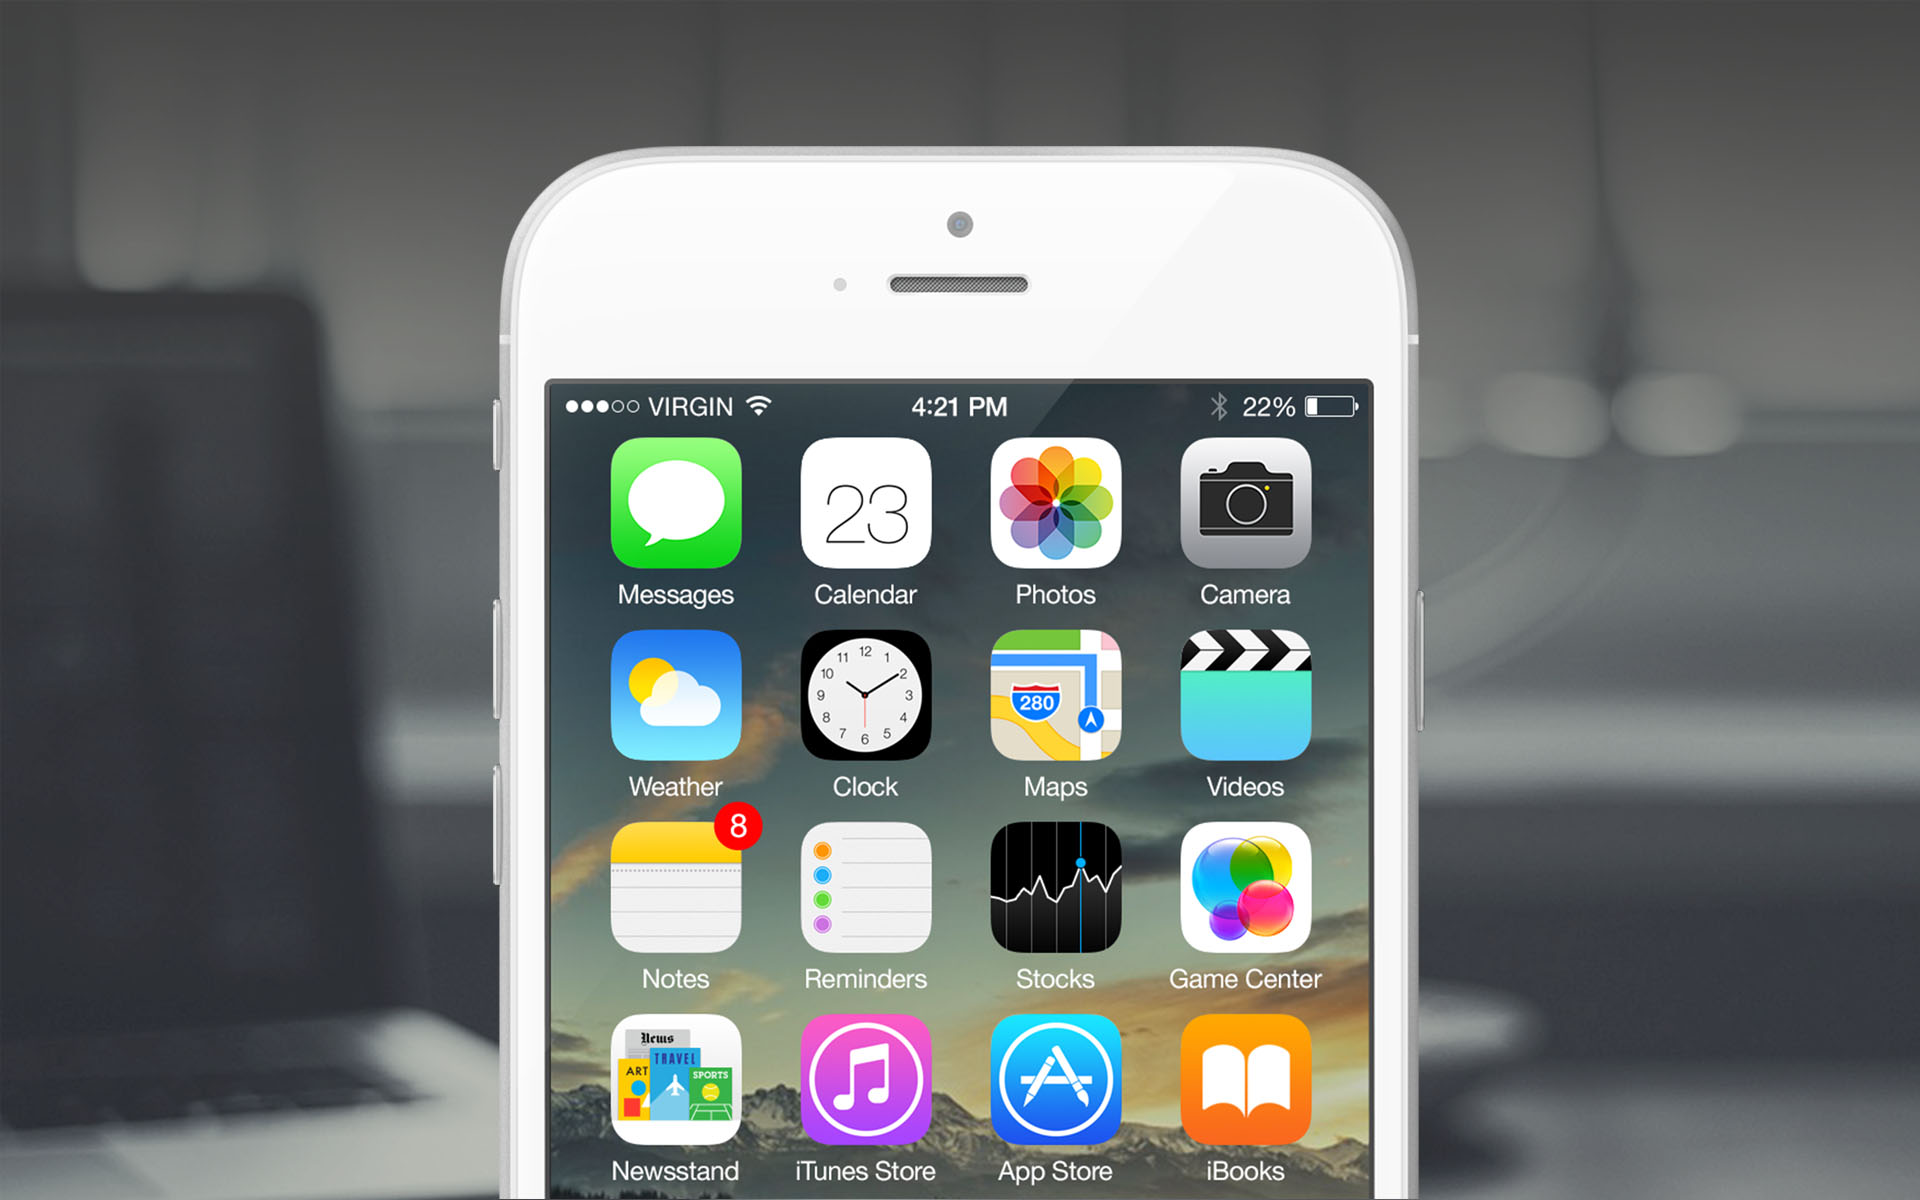 VIRGIN 4:21 PM 22%
23
Messages Calendar Photos Camera
11 12 1
10 2
9 3
8 4
7 6 5
280
Weather Clock Maps Videos
8
Notes Reminders Stocks Game Center
News
TRAVEL
ART SPORTS
Newsstand iTunes Store App Store iBooks